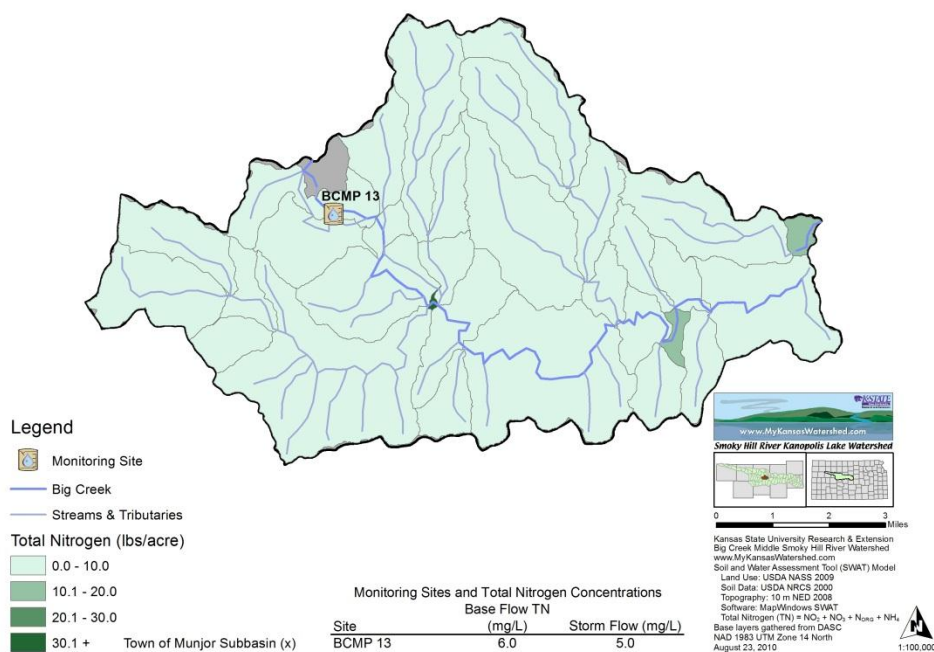 BCMP 13
Legend
Monitoring Site
Big Creek
Streams & Tributaries
Total Nitrogen (lbs/acre)
0.0 - 10.0
10.1 - 20.0
20.1 - 30.0
30.1 + Town of Munjor Subbasin (x)
Monitoring Sites and Total Nitrogen Concentrations
Base Flow TN
Site (mg/L) Storm Flow (mg/L)
BCMP 13 6.0 5.0
K-STATE
www.MyKansasWatershed.com
Smoky Hill River Kanopolis Lake Watershed
0 1 2 3
Miles
Kansas State University Research & Extension
Big Creek Middle Smoky Hill River Watershed
www.MyKansasWatershed.com
Soil and Water Assessment Tool (SWAT) Model
Land Use: USDA NASS 2009
Soil Data: USDA NRCS 2000
Topography: 10 m NED 2008
Software: MapWindows SWAT
Total Nitrogen (TN) = NO₂ + NO₃ + NORG + NH₄
Base layers gathered from DASC
NAD 1983 UTM Zone 14 North
August 23, 2010
N
1:100,000